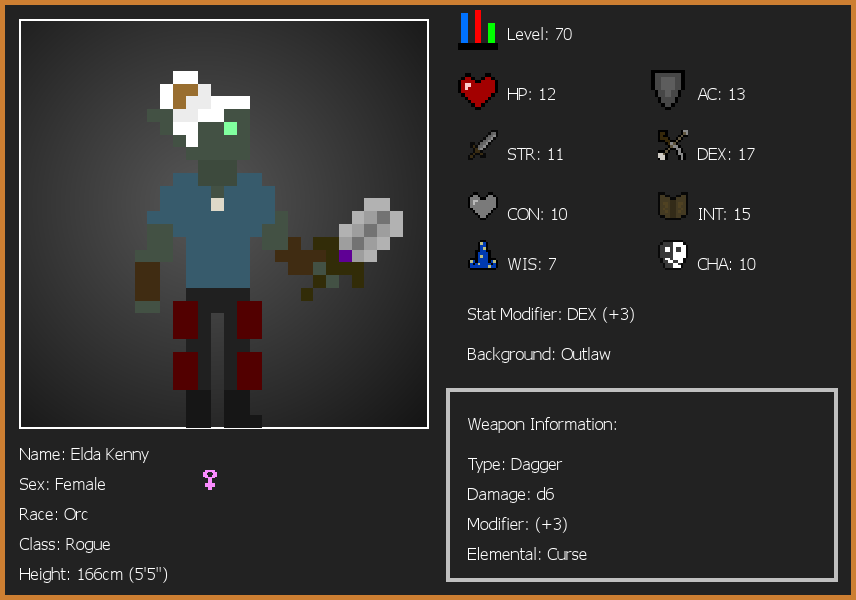 Level: 70
HP: 12
AC: 13
STR: 11
DEX: 17
CON: 10
INT: 15
WIS: 7
CHA: 10
Stat Modifier: DEX (+3)
Background: Outlaw
Weapon Information:
Type: Dagger
Damage: d6
Modifier: (+3)
Elemental: Curse
Name: Elda Kenny
Sex: Female
Race: Orc
Class: Rogue
Height: 166cm (5'5")